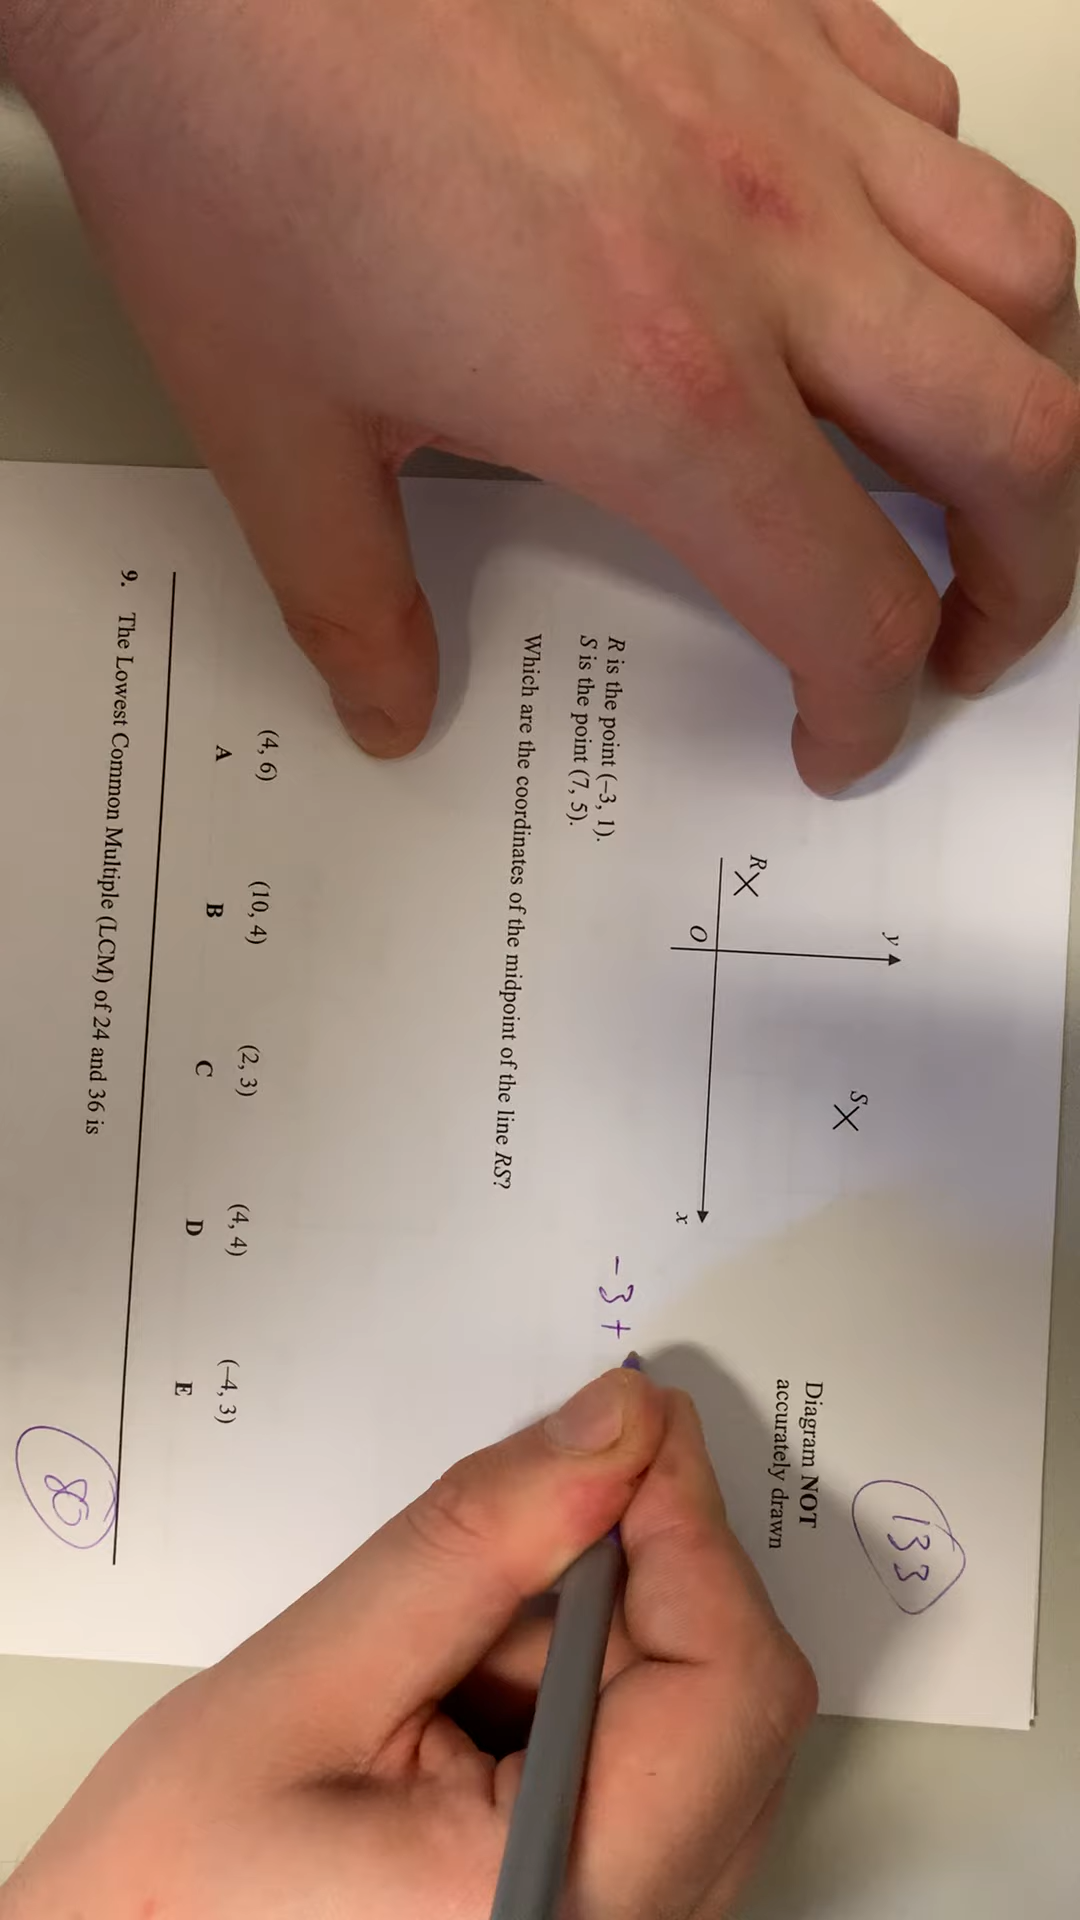 133
Diagram NOT
accurately drawn
y
S
R
O
x
R is the point (–3, 1).
S is the point (7, 5).
-3+
Which are the coordinates of the midpoint of the line RS?
(4, 6) (10, 4) (2, 3) (4, 4) (–4, 3)
A B C D E
9. The Lowest Common Multiple (LCM) of 24 and 36 is